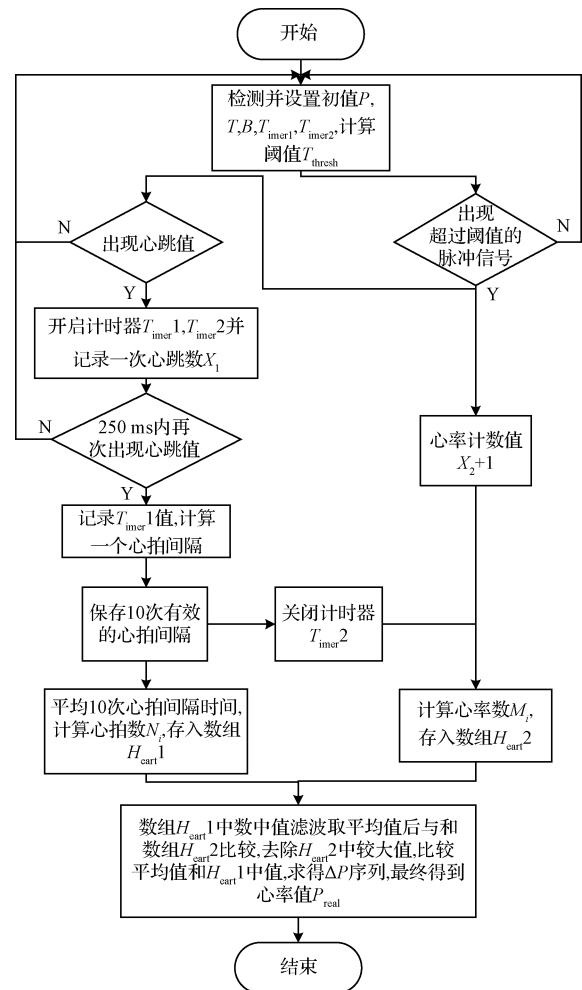 开始
检测并设置初值P,
T,B,Timer1,Timer2,计算
阈值Tthresh
N
出现心跳值
Y
出现
超过阈值的
脉冲信号
N
Y
开启计时器Timer1,Timer2并
记录一次心跳数X1
N
250 ms内再
次出现心跳值
Y
心率计数值
X2+1
记录Timer1值,计算
一个心拍间隔
保存10次有效
的心拍间隔
关闭计时器
Timer2
平均10次心拍间隔时间,
计算心拍数Ni,存入数组
Heart1
计算心率数Mi,
存入数组Heart2
数组Heart1中数中值滤波取平均值后与和
数组Heart2比较,去除Heart2中较大值,比较
平均值和Heart1中值,求得ΔP序列,最终得到
心率值Preal
结束